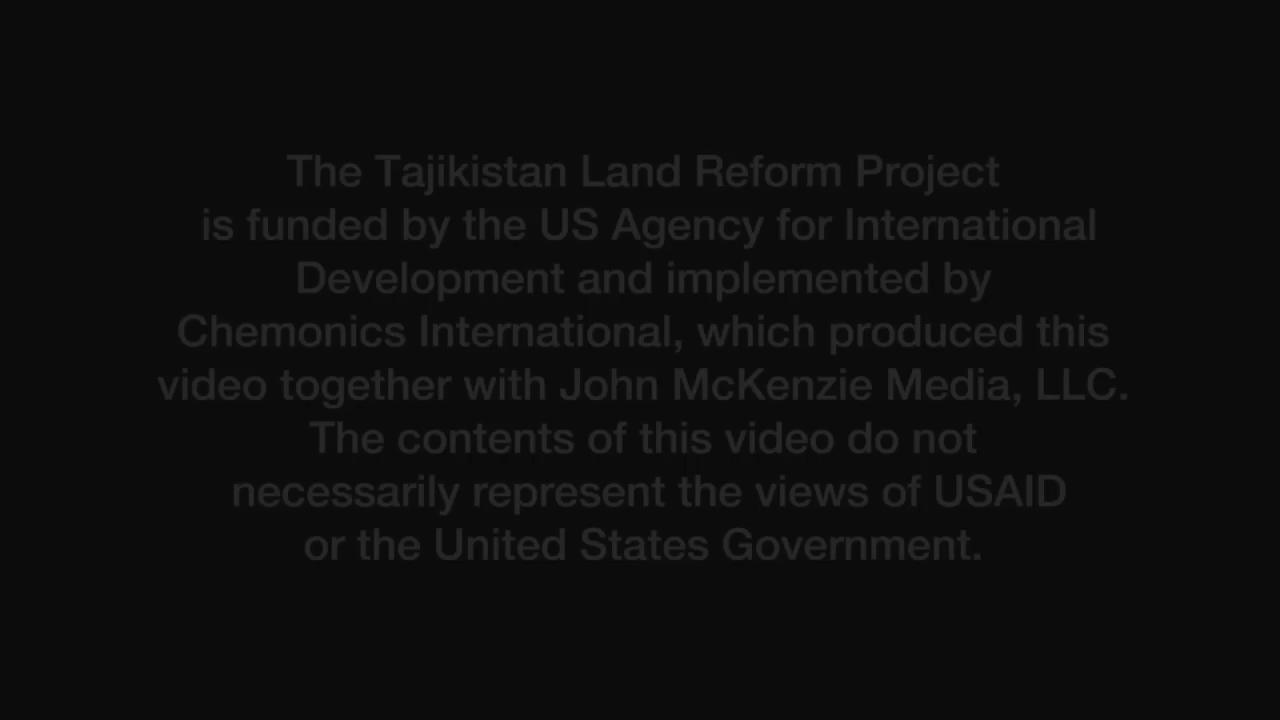 The Tajikistan Land Reform Project
is funded by the US Agency for International
Development and implemented by
Chemonics International, which produced this
video together with John McKenzie Media, LLC.
The contents of this video do not
necessarily represent the views of USAID
or the United States Government.